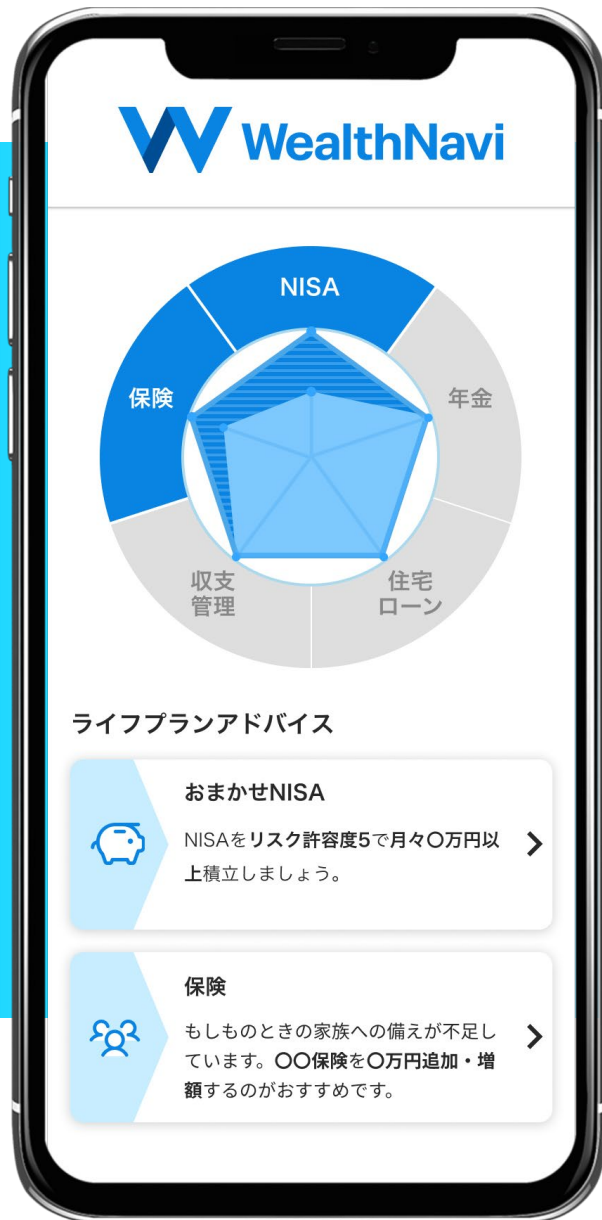 WealthNavi
NISA
保険
年金
収支
管理
住宅
ローン
ライフプランアドバイス
おまかせNISA
NISAをリスク許容度5で月々〇万円以
上積立しましょう。
保険
もしものときの家族への備えが不足し
ています。〇〇保険を〇万円追加・増
額するのがおすすめです。